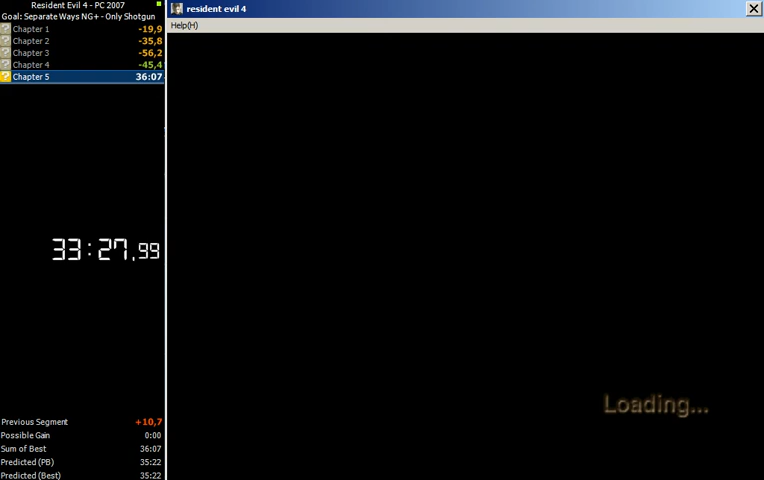 Resident Evil 4 - PC 2007
Goal: Separate Ways NG+ - Only Shotgun
Chapter 1 -19,9
Chapter 2 -35,8
Chapter 3 -56,2
Chapter 4 -45,4
Chapter 5 36:07
33:27,99
Previous Segment +10,7
Possible Gain 0:00
Sum of Best 36:07
Predicted (PB) 35:22
Predicted (Best) 35:22
resident evil 4
Help(H)
Loading...